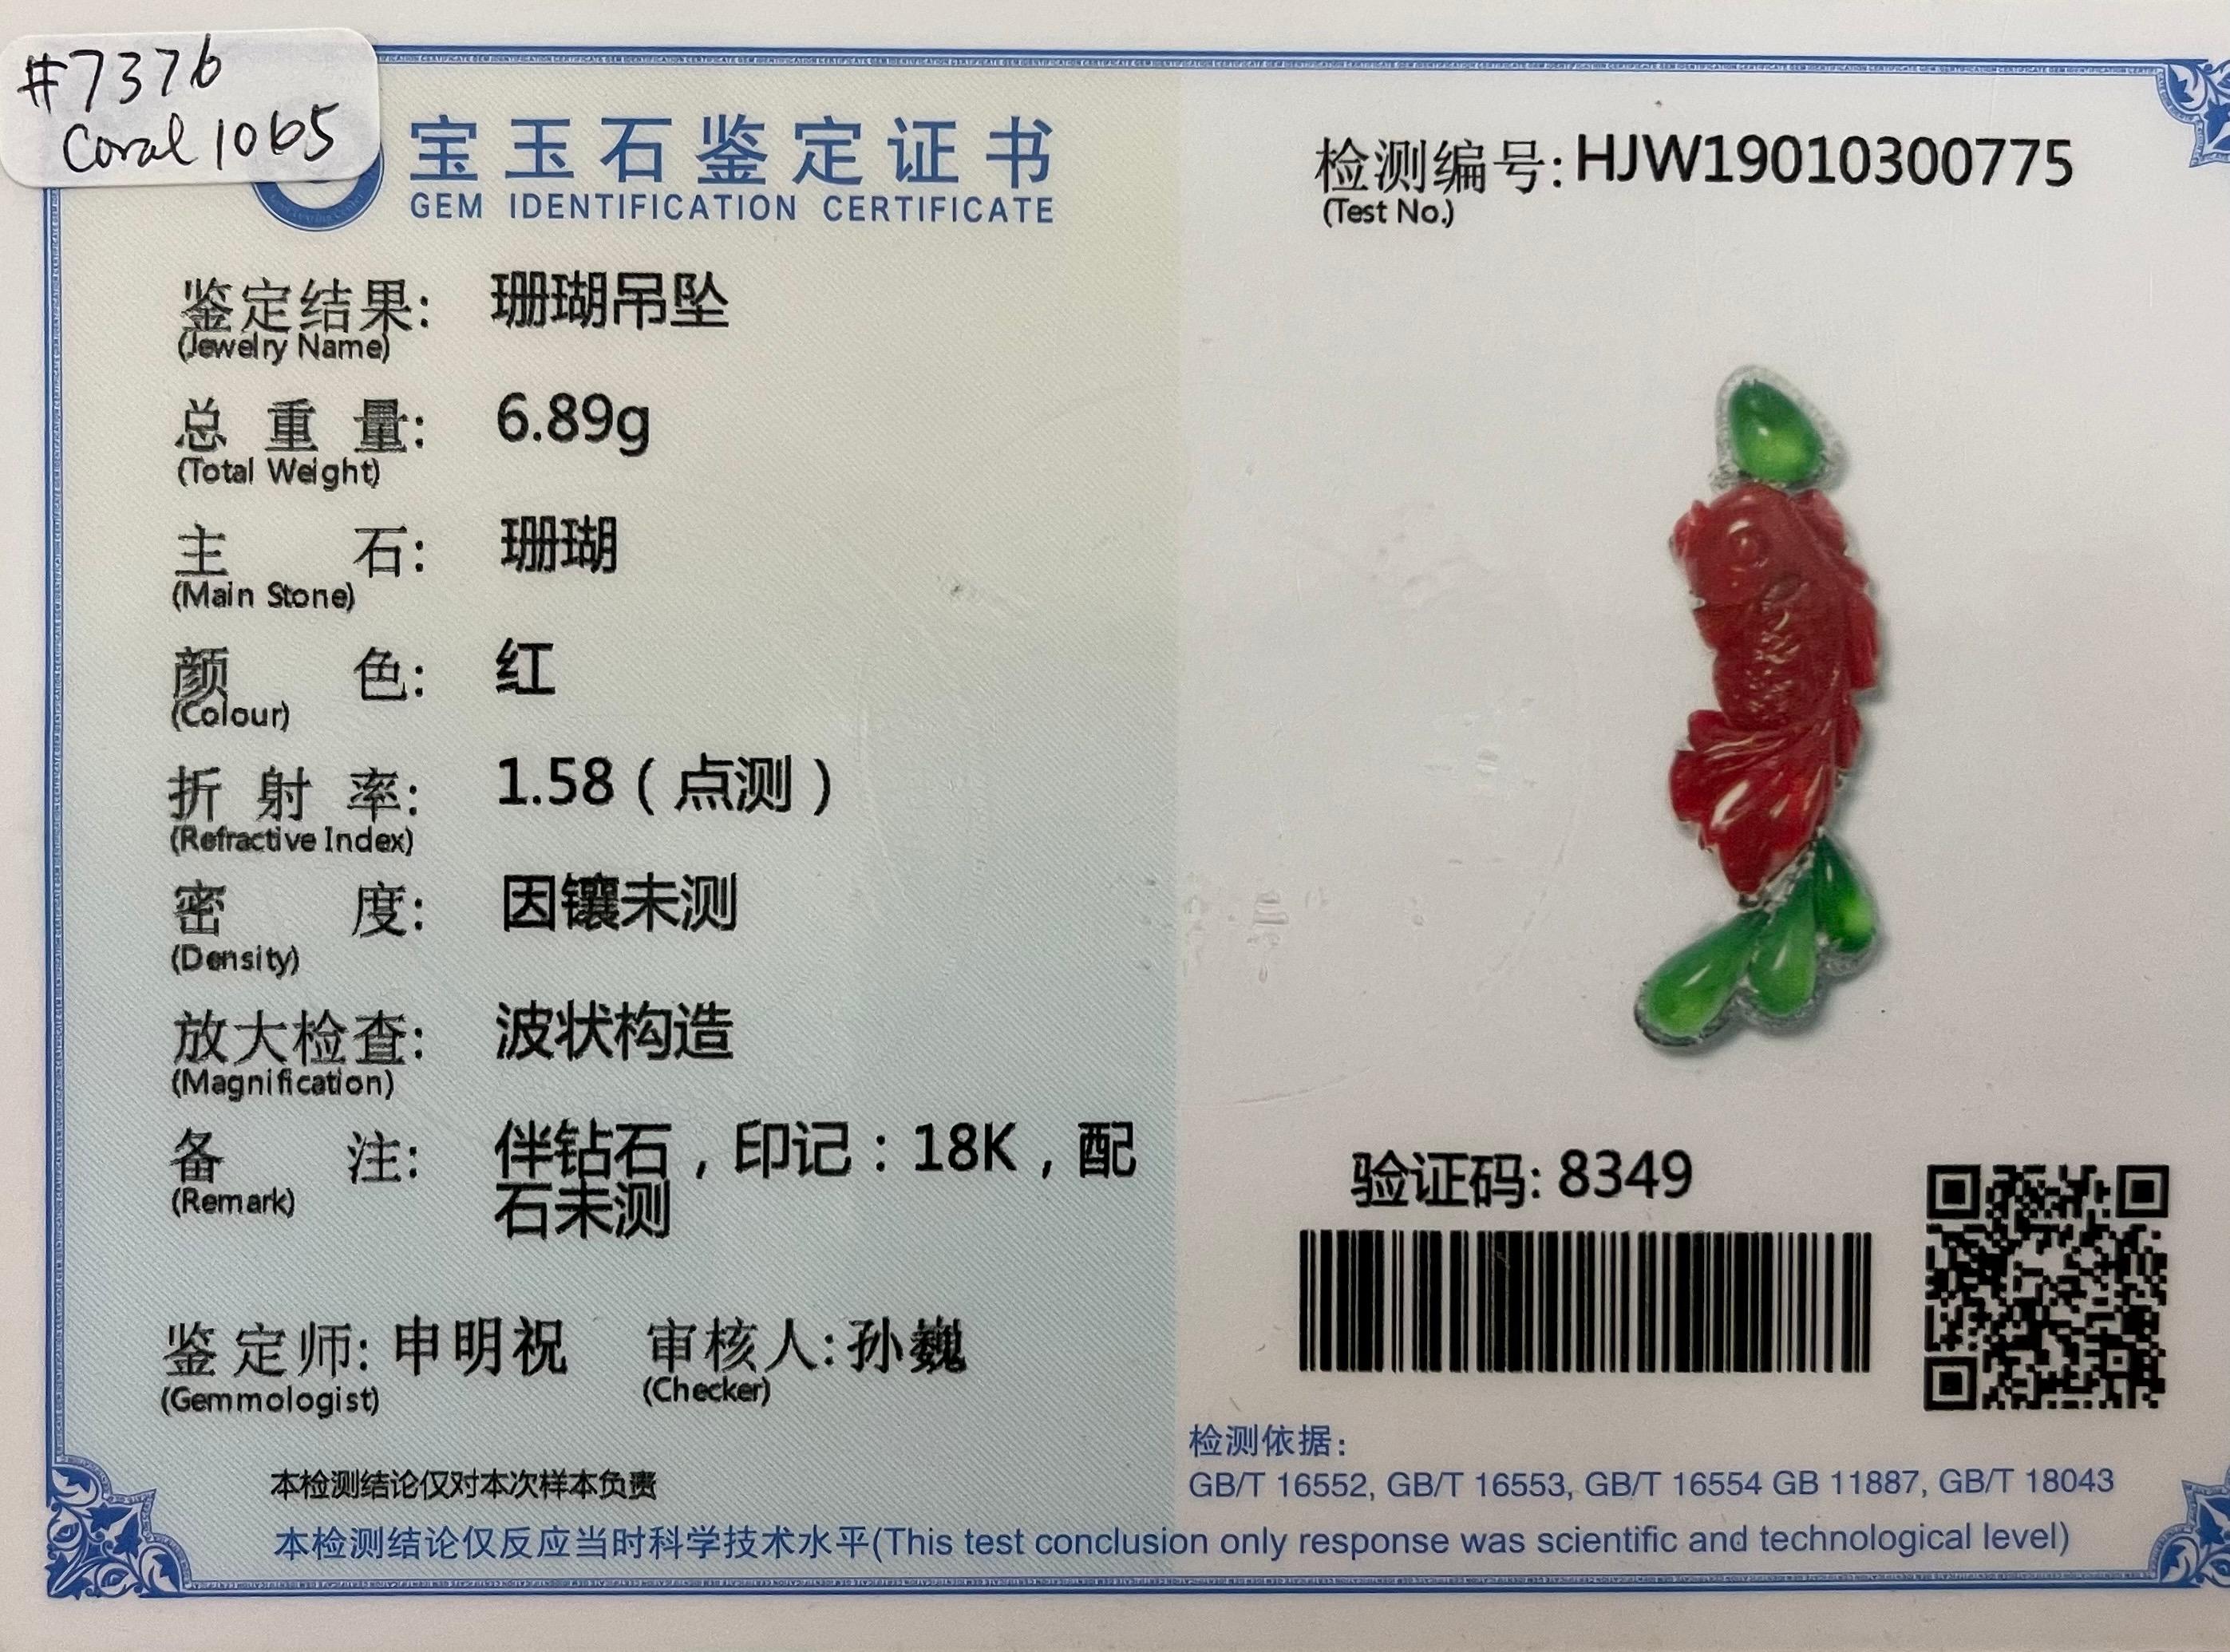 #7376
Coral 1065
宝玉石鉴定证书
GEM IDENTIFICATION CERTIFICATE
检测编号: HJW19010300775
(Test No.)
鉴定结果: 珊瑚吊坠
(Jewelry Name)
总重量: 6.89g
(Total Weight)
主石: 珊瑚
(Main Stone)
颜色: 红
(Colour)
折射率: 1.58（点测）
(Refractive Index)
密度: 因镶未测
(Density)
放大检查: 波状构造
(Magnification)
备注: 伴钻石，印记：18K，配
石未测
(Remark)
鉴定师: 申明祝 审核人: 孙巍
(Gemmologist) (Checker)
验证码: 8349
检测依据:
GB/T 16552, GB/T 16553, GB/T 16554 GB 11887, GB/T 18043
本检测结论仅对本次样本负责
本检测结论仅反应当时科学技术水平(This test conclusion only response was scientific and technological level)